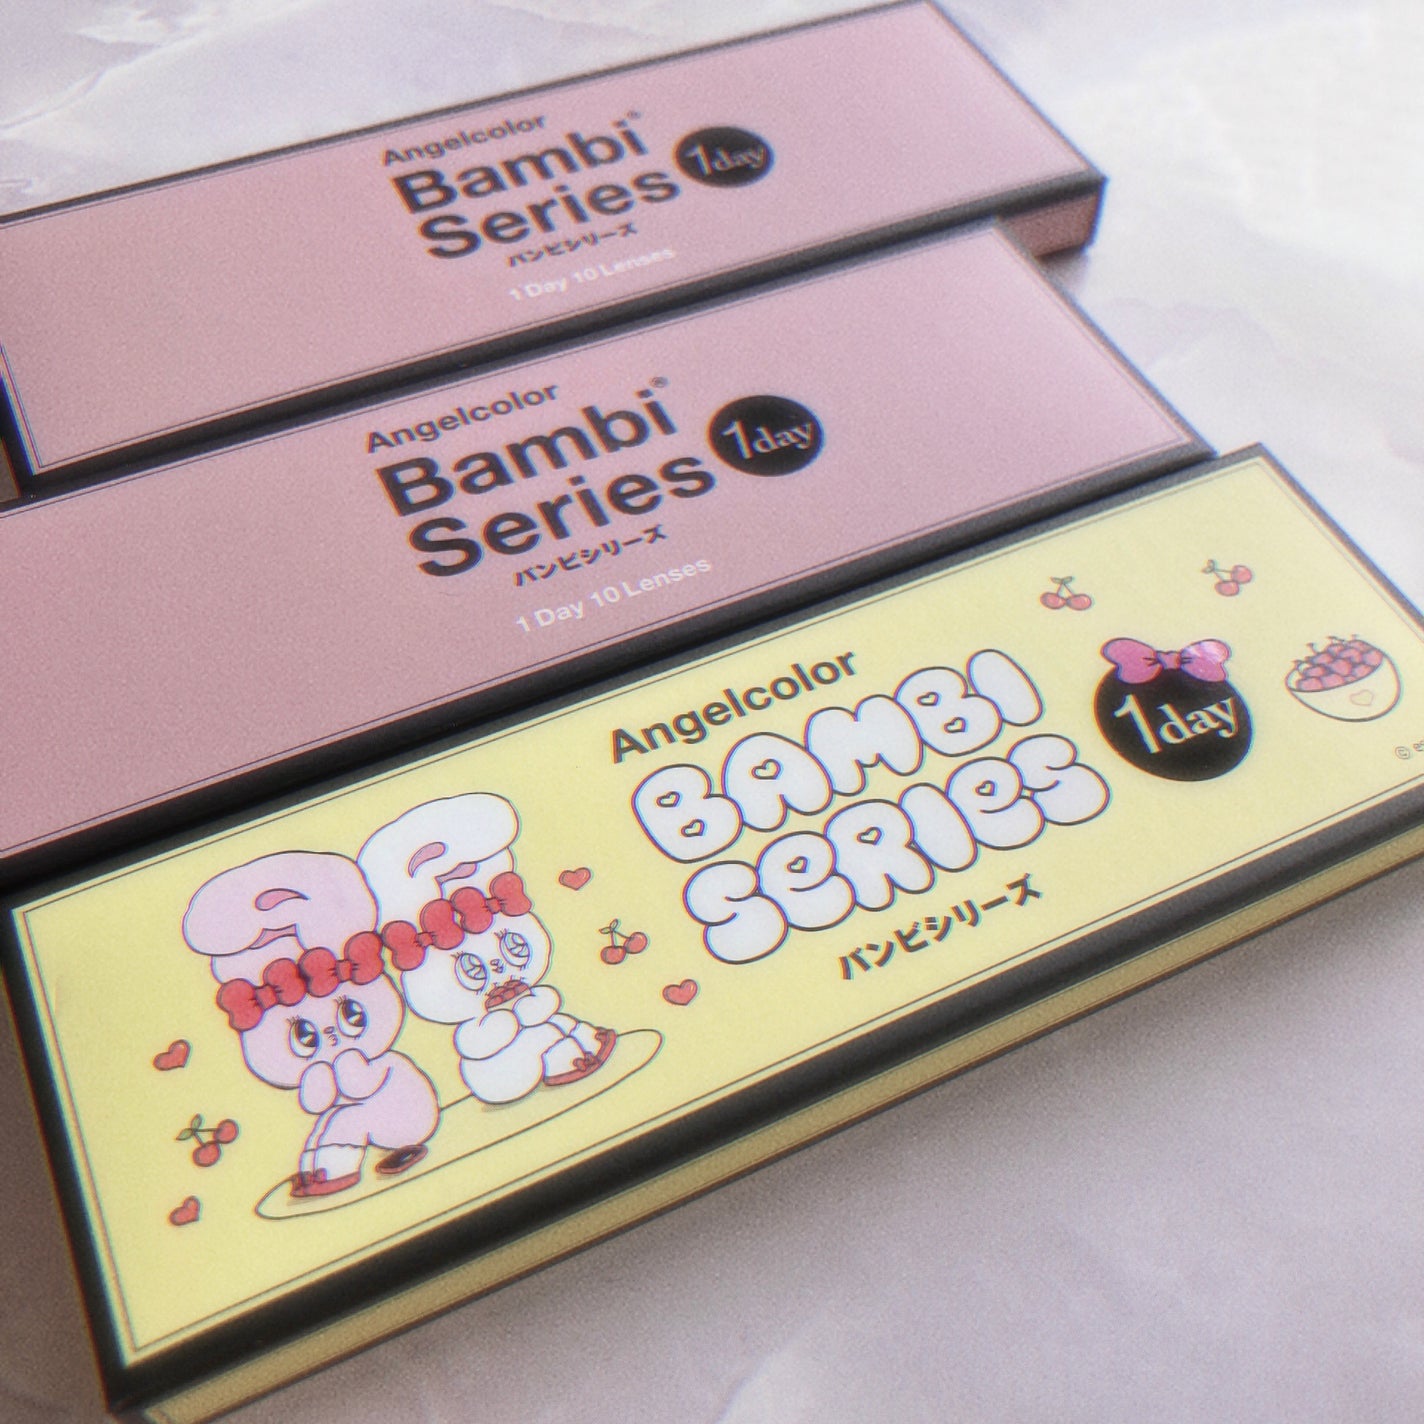 Angelcolor
Bambi®
Series
1day
バンビシリーズ
1 Day 10 Lenses
Angelcolor
Bambi®
Series
1day
バンビシリーズ
1 Day 10 Lenses
Angelcolor
BAMBI
SERIES
1day
バンビシリーズ
©